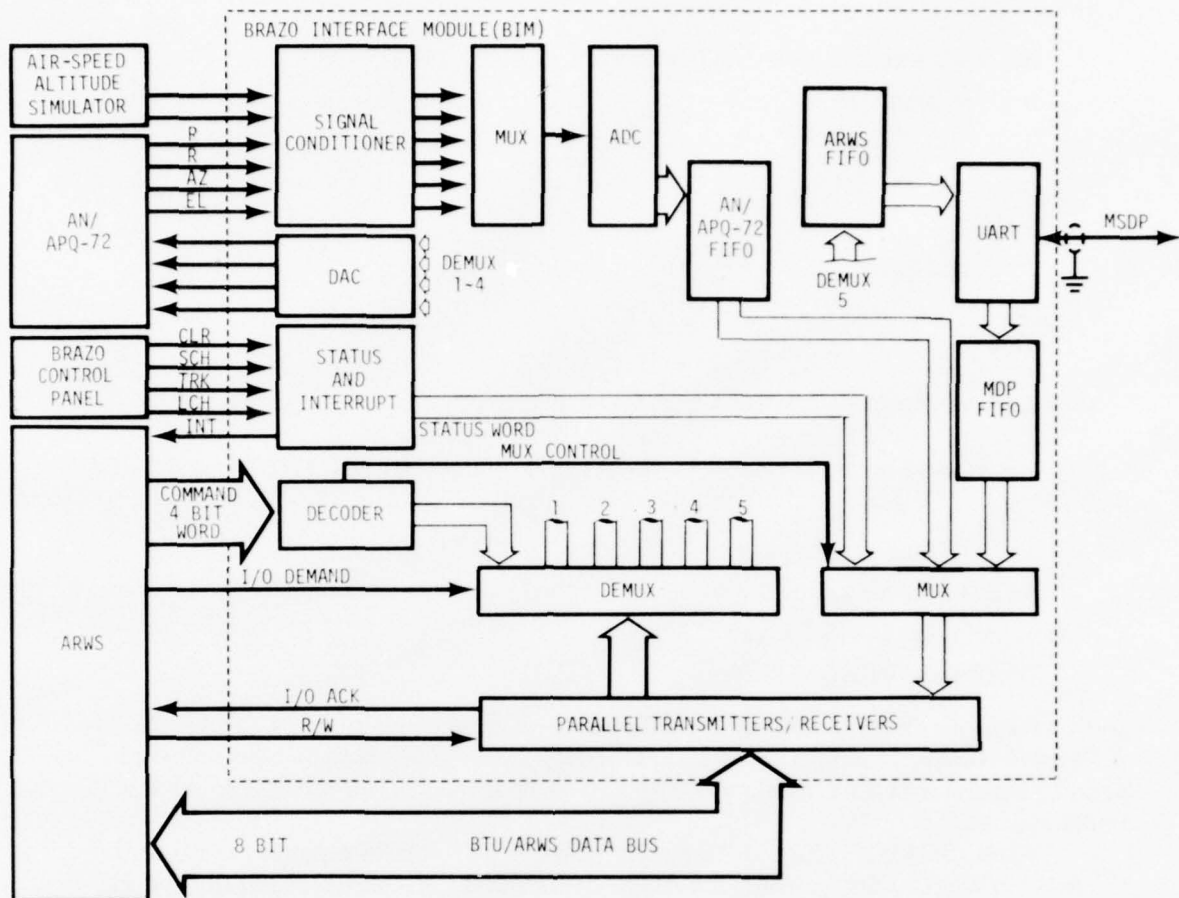 BRAZO INTERFACE MODULE(BIM)
AIR-SPEED
ALTITUDE
SIMULATOR
SIGNAL
CONDITIONER
MUX
ADC
ARWS
FIFO
R
AZ
EL
AN/
APQ-72
AN/
APQ-72
FIFO
UART
MSDP
DAC
DEMUX
1-4
DEMUX
5
BRAZO
CONTROL
PANEL
CLR
SCH
TRK
LCH
INT
STATUS
AND
INTERRUPT
MDP
FIFO
STATUS WORD
MUX CONTROL
COMMAND
4 BIT
WORD
DECODER
1 2 3 4 5
I/O DEMAND
DEMUX
MUX
ARWS
I/O ACK
R/W
PARALLEL TRANSMITTERS/RECEIVERS
8 BIT
BTU/ARWS DATA BUS